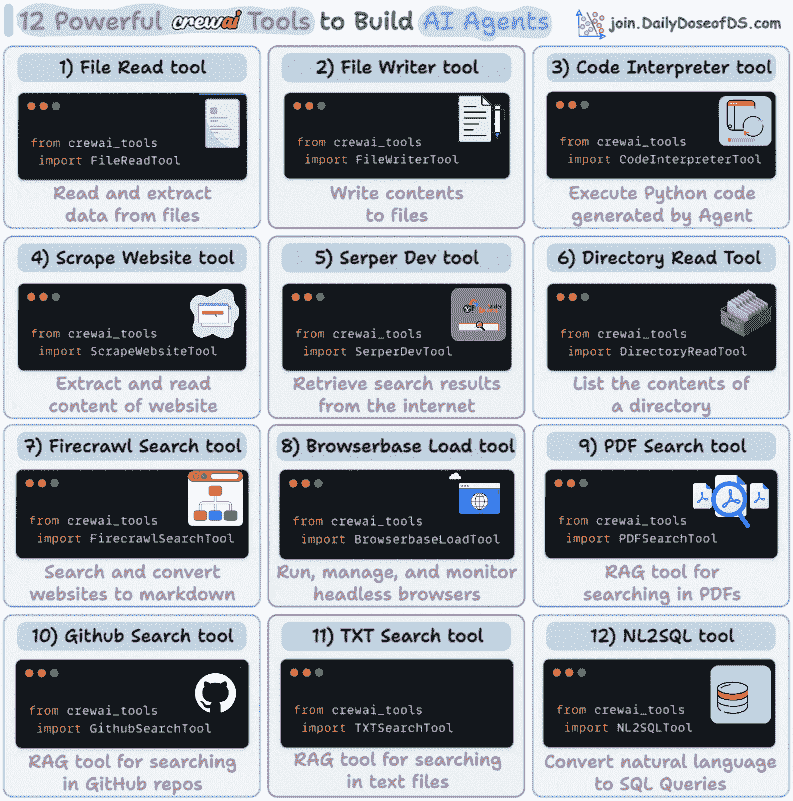 12 Powerful crewai Tools to Build AI Agents
join.DailyDoseofDS.com
1) File Read tool
from crewai_tools
import FileReadTool
Read and extract
data from files
2) File Writer tool
from crewai_tools
import FileWriterTool
Write contents
to files
3) Code Interpreter tool
from crewai_tools
import CodeInterpreterTool
Execute Python code
generated by Agent
4) Scrape Website tool
from crewai_tools
import ScrapeWebsiteTool
Extract and read
content of website
5) Serper Dev tool
from crewai_tools
import SerperDevTool
Retrieve search results
from the internet
6) Directory Read Tool
from crewai_tools
import DirectoryReadTool
List the contents of
a directory
7) Firecrawl Search tool
from crewai_tools
import FirecrawlSearchTool
Search and convert
websites to markdown
8) Browserbase Load tool
from crewai_tools
import BrowserbaseLoadTool
Run, manage, and monitor
headless browsers
9) PDF Search tool
from crewai_tools
import PDFSearchTool
RAG tool for
searching in PDFs
10) Github Search tool
from crewai_tools
import GithubSearchTool
RAG tool for searching
in GitHub repos
11) TXT Search tool
from crewai_tools
import TXTSearchTool
RAG tool for searching
in text files
12) NL2SQL tool
from crewai_tools
import NL2SQLTool
Convert natural language
to SQL Queries